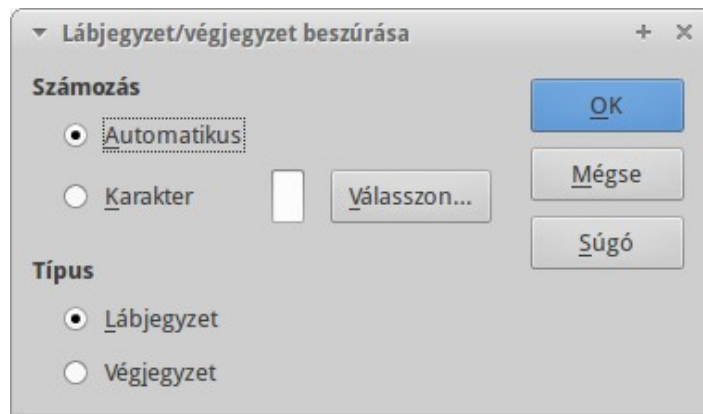 Lábjegyzet/végjegyzet beszúrása
Számozás
Automatikus
Karakter
Válasszon...
Típus
Lábjegyzet
Végjegyzet
OK
Mégse
Súgó